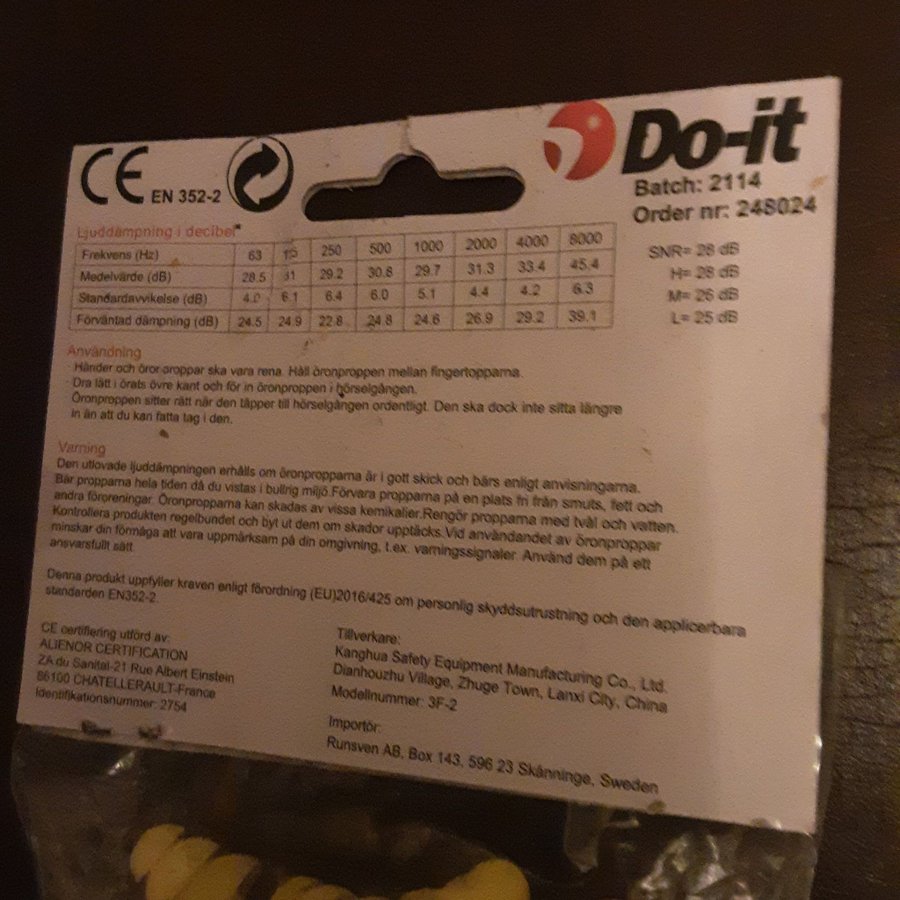 CE EN 352-2
Do-it
Batch: 2114
Order nr: 248024
Ljuddämpning i decibel
Frekvens (Hz) 63 250 500 1000 2000 4000 8000
Medelvärde (dB) 28.5 31 29.2 30.8 29.7 31.3 33.4 45.4
Standardavvikelse (dB) 4.0 6.1 6.4 6.0 5.1 4.4 4.2 6.3
Förväntad dämpning (dB) 24.5 24.9 22.8 24.8 24.6 26.9 29.2 39.1
SNR= 28 dB
H= 28 dB
M= 26 dB
L= 25 dB
Användning
Händer och öronproppar ska vara rena. Håll öronproppen mellan fingertopparna.
Dra lätt i örats övre kant och för in öronproppen i hörselgången.
Öronproppen sitter rätt när den täpper till hörselgången ordentligt. Den ska dock inte sitta längre
in än att du kan fatta tag i den.
Varning
Den utlovade ljuddämpningen erhålls om öronpropparna är i gott skick och bärs enligt anvisningarna.
Bär propparna hela tiden då du vistas i bullrig miljö.Förvara propparna på en plats fri från smuts, fett och
andra föroreningar. Öronpropparna kan skadas av vissa kemikalier.Rengör propparna med tvål och vatten.
Kontrollera produkten regelbundet och byt ut dem om skador upptäcks.Vid användandet av öronproppar
minskar din förmåga att vara uppmärksam på din omgivning, t.ex. varningssignaler. Använd dem på ett
ansvarsfullt sätt.
Denna produkt uppfyller kraven enligt förordning (EU)2016/425 om personlig skyddsutrustning och den applicerbara
standarden EN352-2.
CE certifiering utförd av:
ALIENOR CERTIFICATION
ZA du Sanital-21 Rue Albert Einstein
86100 CHATELLERAULT-France
Identifikationsnummer: 2754
Tillverkare:
Kanghua Safety Equipment Manufacturing Co., Ltd.
Dianhouzhu Village, Zhuge Town, Lanxi City, China
Modellnummer: 3F-2
Importör:
Runsven AB, Box 143, 596 23 Skänninge, Sweden